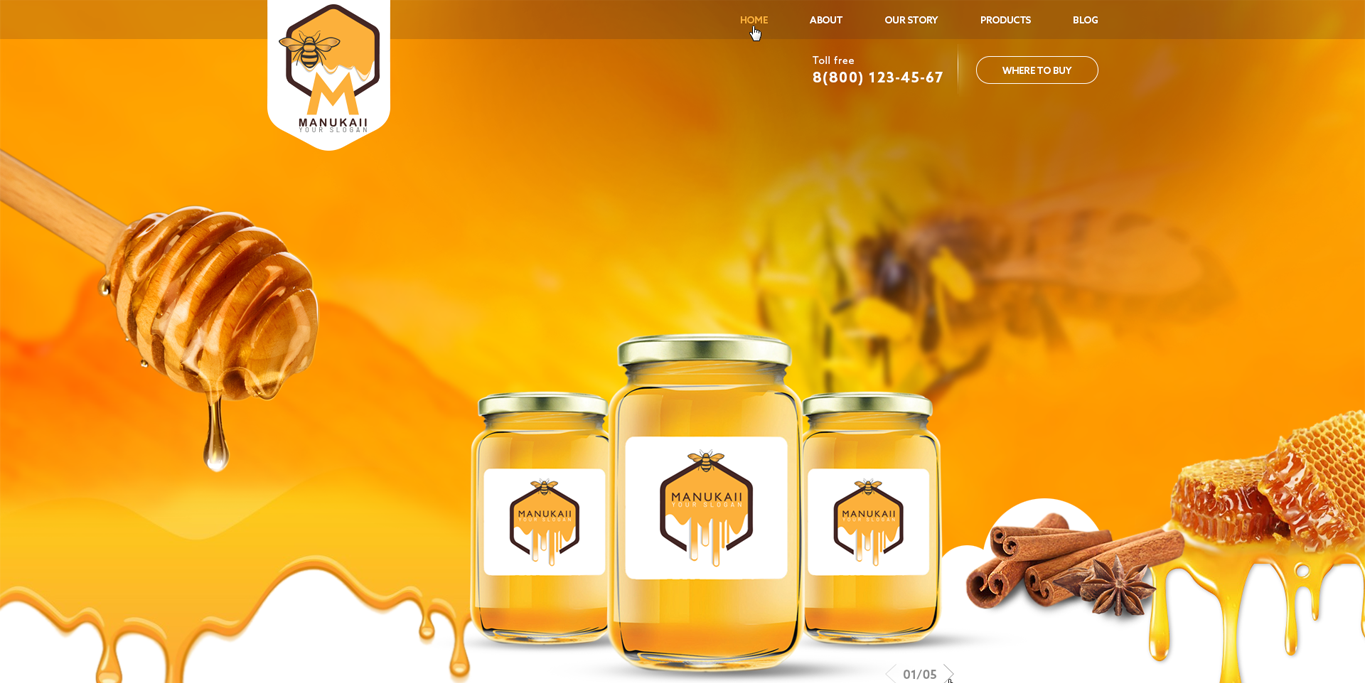 HOME ABOUT OUR STORY PRODUCTS BLOG
Toll free
8(800) 123-45-67
WHERE TO BUY
M
MANUKAII
YOUR SLOGAN
MANUKAII
YOUR SLOGAN
MANUKAII
YOUR SLOGAN
MANUKAII
YOUR SLOGAN
01/05